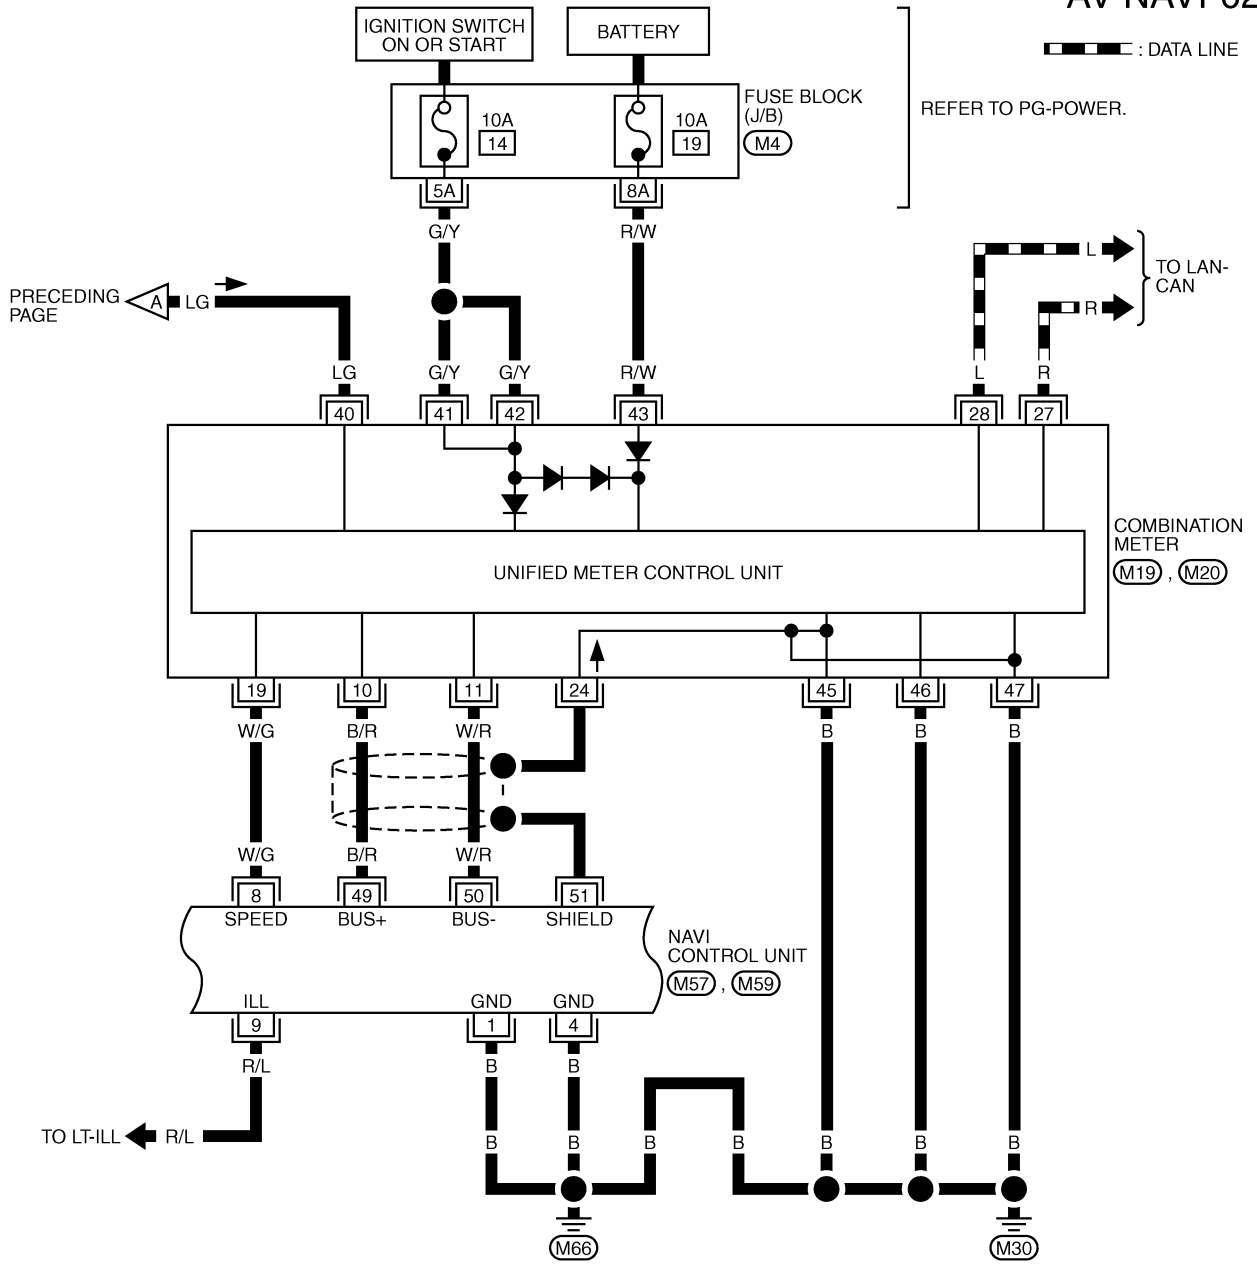 IGNITION SWITCH
ON OR START
BATTERY
: DATA LINE
FUSE BLOCK
(J/B)
M4
REFER TO PG-POWER.
10A
14
10A
19
5A
8A
G/Y
R/W
L
TO LAN-
CAN
R
PRECEDING
PAGE
A
LG
LG
G/Y
G/Y
R/W
L
R
40
41
42
43
28
27
COMBINATION
METER
M19 , M20
UNIFIED METER CONTROL UNIT
19
10
11
24
45
46
47
W/G
B/R
W/R
B
B
B
W/G
B/R
W/R
8
49
50
51
SPEED
BUS+
BUS-
SHIELD
NAVI
CONTROL UNIT
M57 , M59
ILL
GND
GND
9
1
4
R/L
B
B
TO LT-ILL
R/L
B
B
B
B
B
B
B
M66
M30